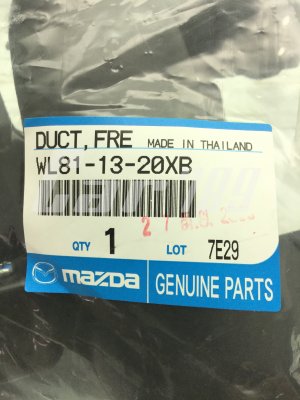 DUCT, FRE MADE IN THAILAND
WL81-13-20XB
QTY 1 LOT 7E29
mazda GENUINE PARTS